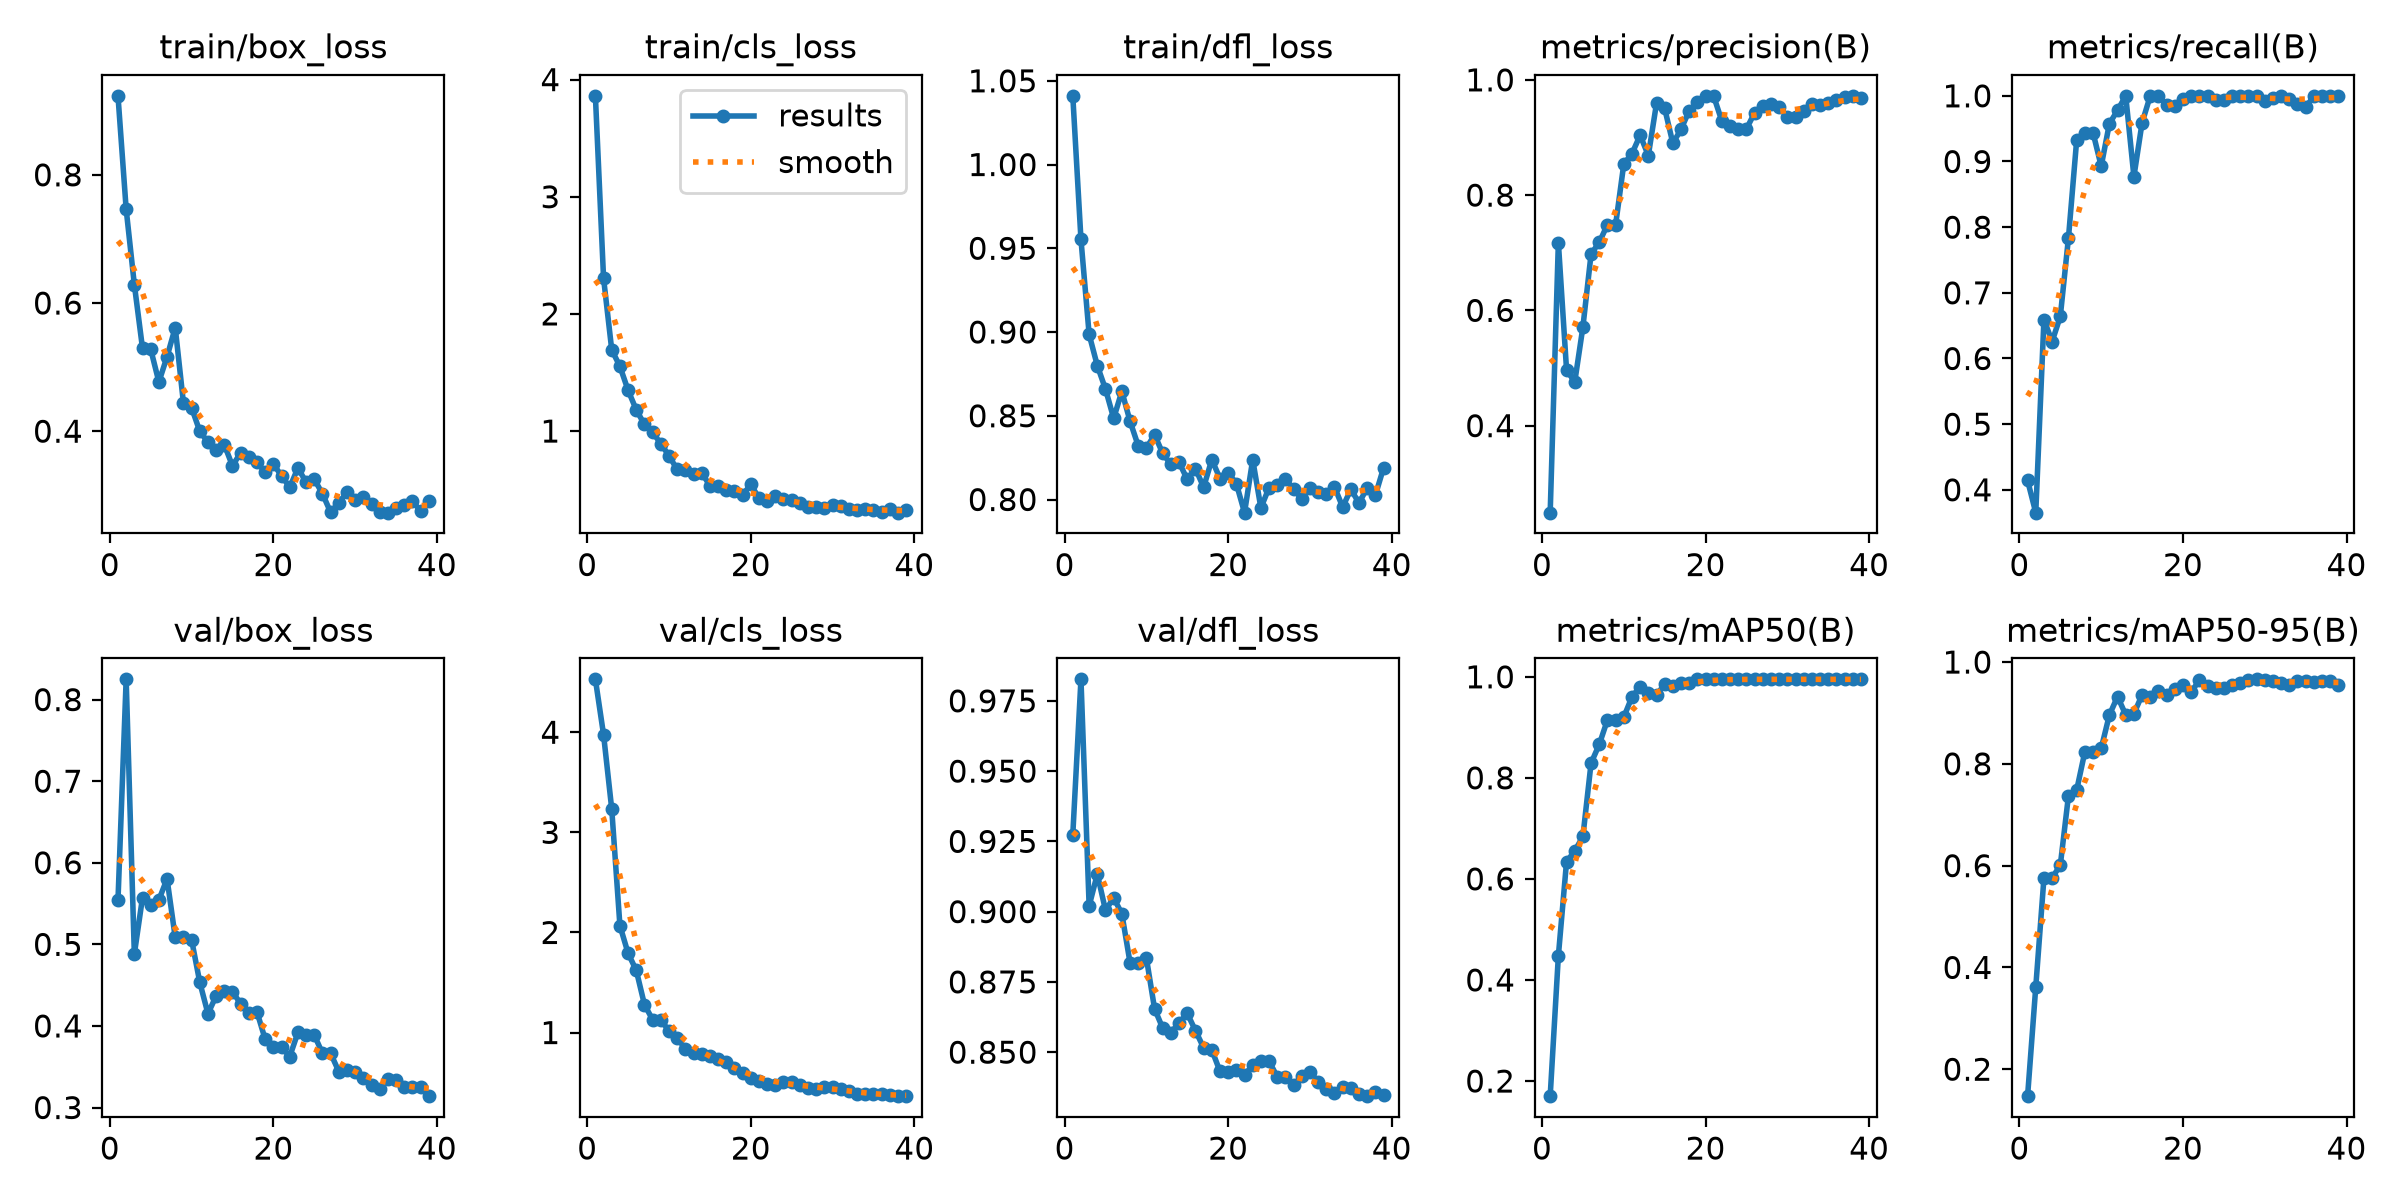 train/box_loss
train/cls_loss
train/dfl_loss
metrics/precision(B)
metrics/recall(B)
0.8
0.6
0.4
0 20 40
4
3
2
1
results
smooth
0 20 40
1.05
1.00
0.95
0.90
0.85
0.80
0 20 40
1.0
0.8
0.6
0.4
0 20 40
1.0
0.9
0.8
0.7
0.6
0.5
0.4
0 20 40
val/box_loss
val/cls_loss
val/dfl_loss
metrics/mAP50(B)
metrics/mAP50-95(B)
0.8
0.7
0.6
0.5
0.4
0.3
0 20 40
4
3
2
1
0 20 40
0.975
0.950
0.925
0.900
0.875
0.850
0 20 40
1.0
0.8
0.6
0.4
0.2
0 20 40
1.0
0.8
0.6
0.4
0.2
0 20 40